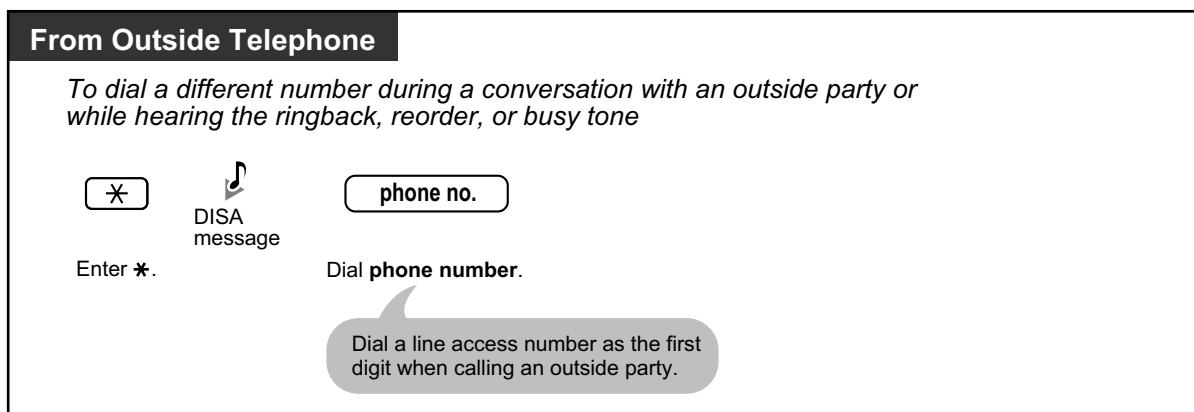 From Outside Telephone
To dial a different number during a conversation with an outside party or
while hearing the ringback, reorder, or busy tone
phone no.
DISA
message
Enter *.
Dial phone number.
Dial a line access number as the first
digit when calling an outside party.